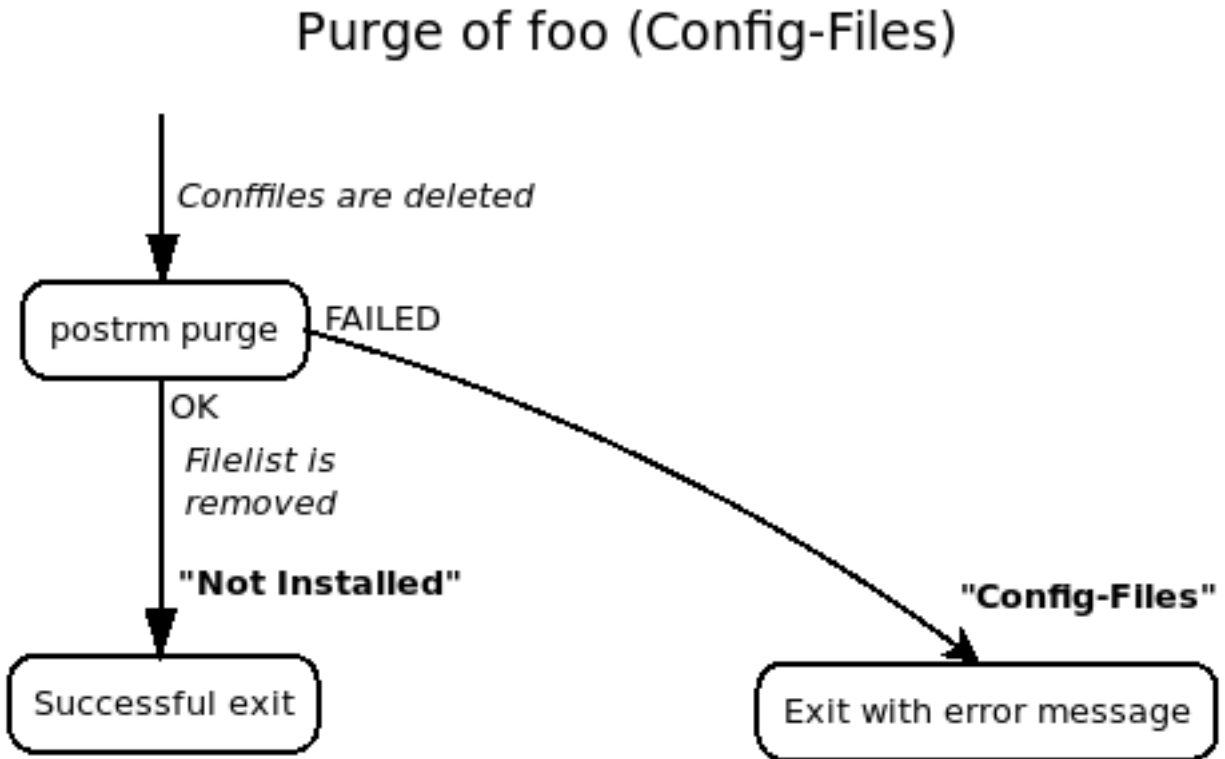 Purge of foo (Config-Files)
Conffiles are deleted
postrm purge
FAILED
OK
Filelist is
removed
"Not Installed"
"Config-Files"
Successful exit
Exit with error message